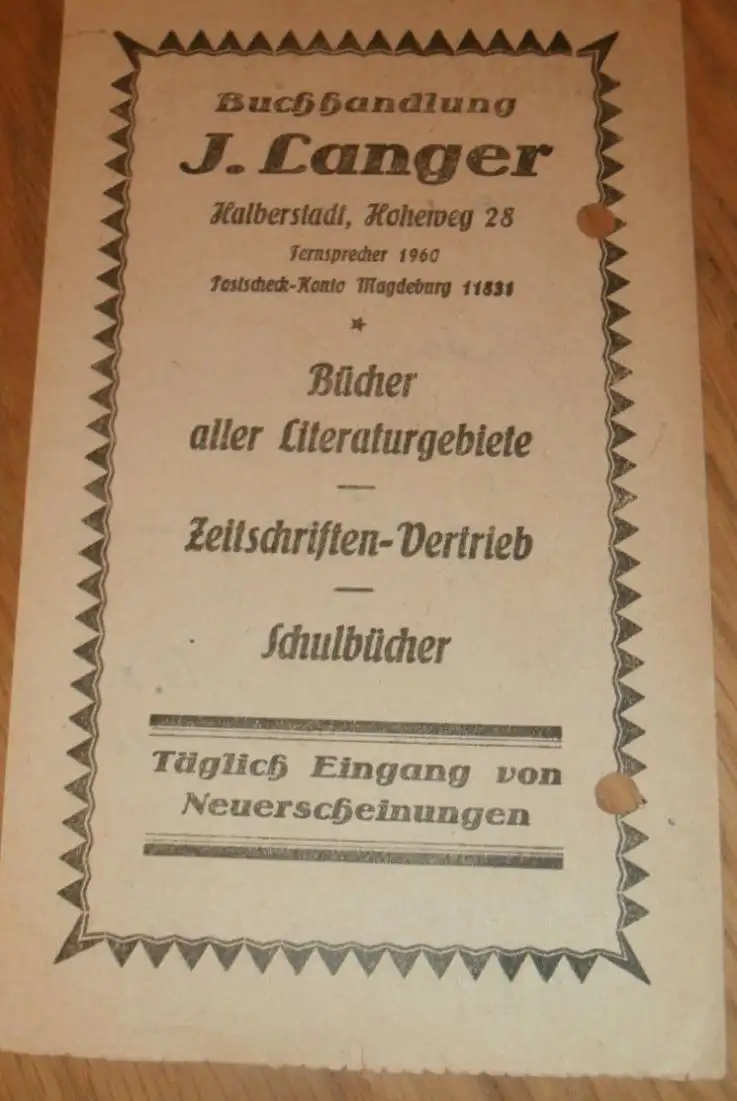 Buchhandlung
J. Langer
Halberstadt, Hoheweg 28
Fernsprecher 1960
Postscheck-Konto Magdeburg 11831
Bücher
aller Literaturgebiete
Zeitschriften-Vertrieb
Schulbücher
Täglich Eingang von
Neuerscheinungen